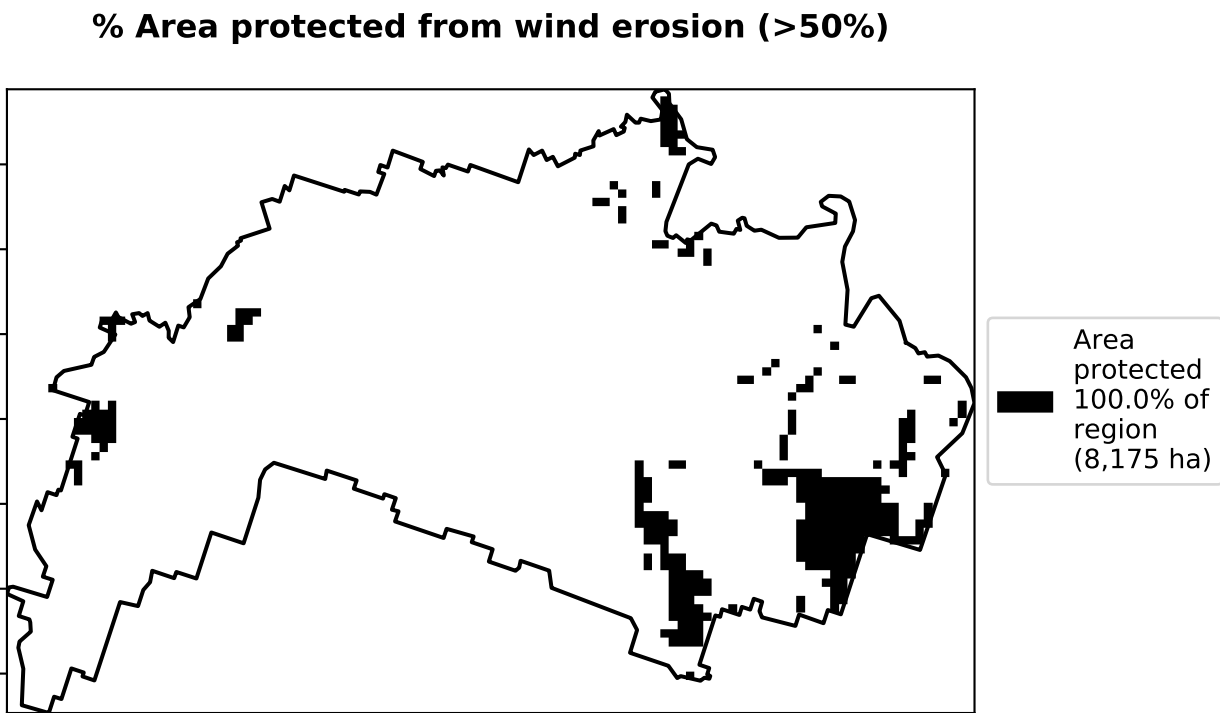 % Area protected from wind erosion (>50%)
Area
protected
100.0% of
region
(8,175 ha)